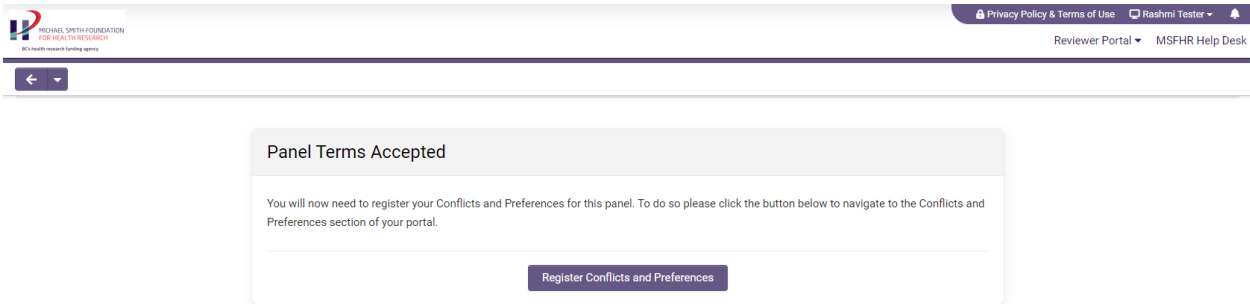 Privacy Policy & Terms of Use Rashmi Tester
MICHAEL SMITH FOUNDATION
FOR HEALTH RESEARCH
BC's health research funding agency
Reviewer Portal MSFHR Help Desk
Panel Terms Accepted
You will now need to register your Conflicts and Preferences for this panel. To do so please click the button below to navigate to the Conflicts and
Preferences section of your portal.
Register Conflicts and Preferences